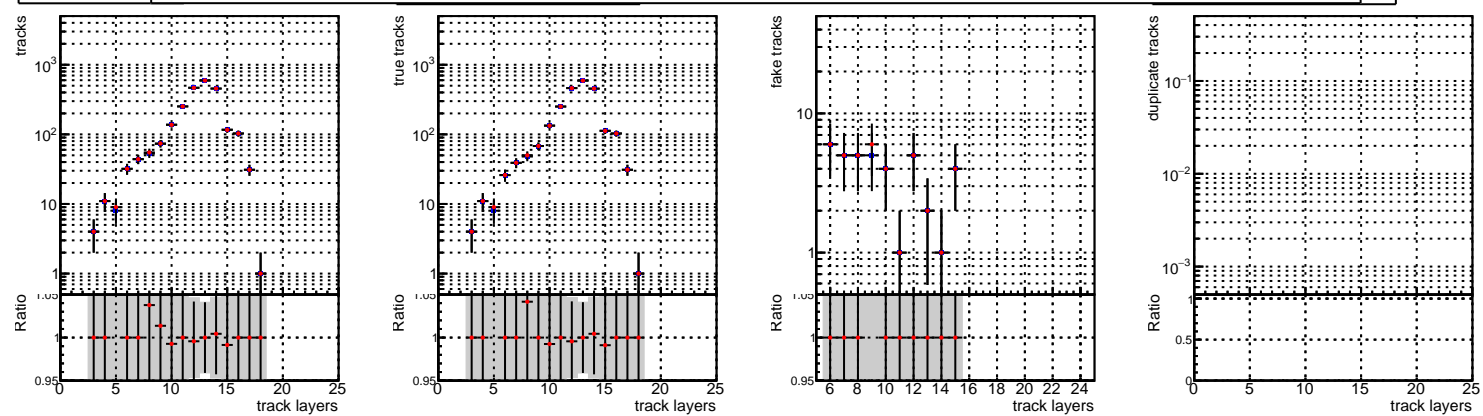 tracks
10³
10²
10
1
1.05
Ratio
1
0.95
0 5 10 15 20 25
track layers
true tracks
10³
10²
10
1
1.05
Ratio
1
0.95
0 5 10 15 20 25
track layers
fake tracks
10
1
1.05
Ratio
1
0.95
6 8 10 12 14 16 18 20 22 24
track layers
duplicate tracks
10⁻¹
10⁻²
10⁻³
Ratio
1
0.5
0
0 5 10 15 20 25
track layers